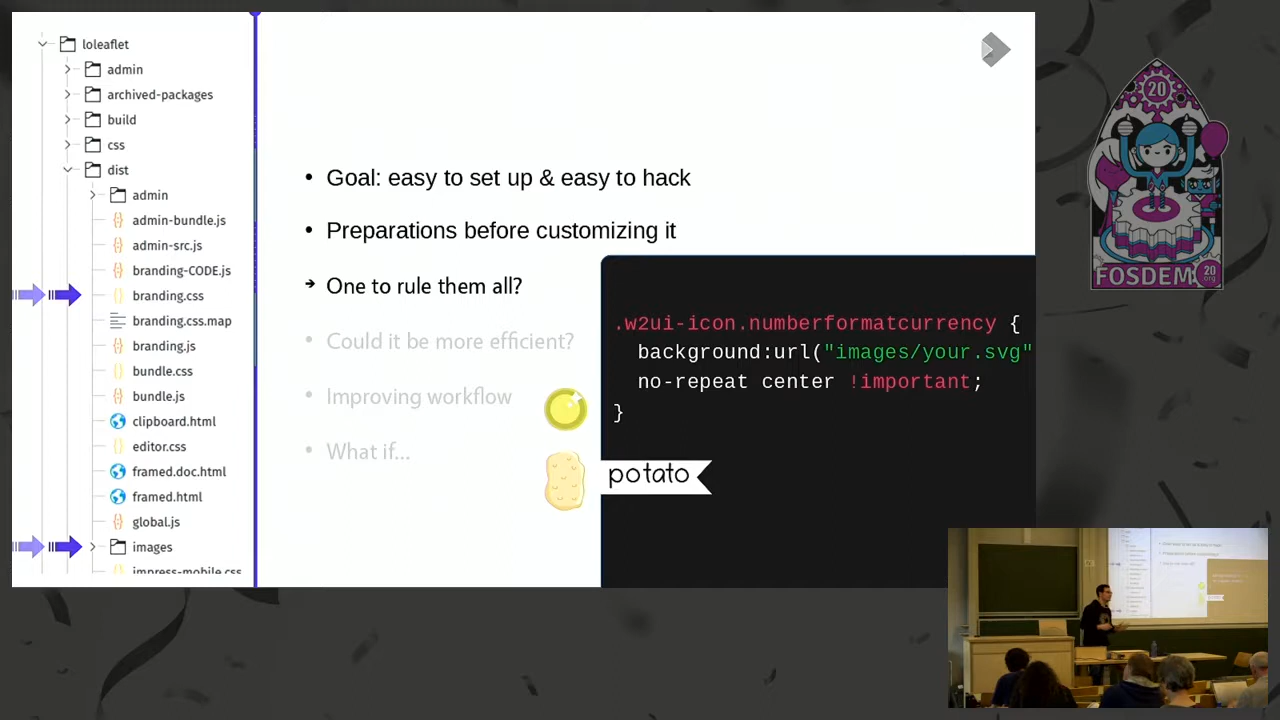 loleaflet
admin
archived-packages
build
css
dist
admin
admin-bundle.js
admin-src.js
branding-CODE.js
branding.css
branding.css.map
branding.js
bundle.css
bundle.js
clipboard.html
editor.css
framed.doc.html
framed.html
global.js
images
impress-mobile.css
• Goal: easy to set up & easy to hack
• Preparations before customizing it
➔ One to rule them all?
• Could it be more efficient?
• Improving workflow
• What if...
.w2ui-icon.numberformatcurrency {
background:url("images/your.svg"
no-repeat center !important;
}
potato
20
FOSDEM
20
.org